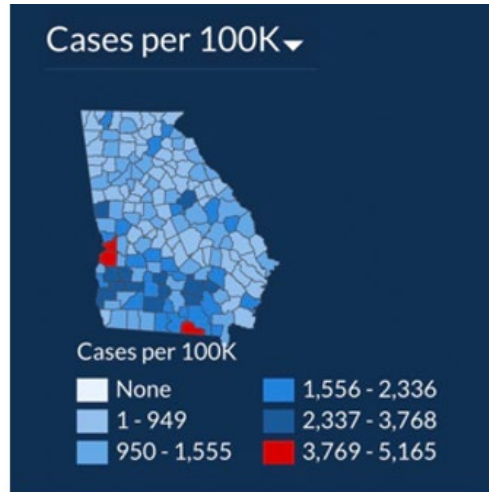 Cases per 100K
Cases per 100K
None
1 - 949
950 - 1,555
1,556 - 2,336
2,337 - 3,768
3,769 - 5,165